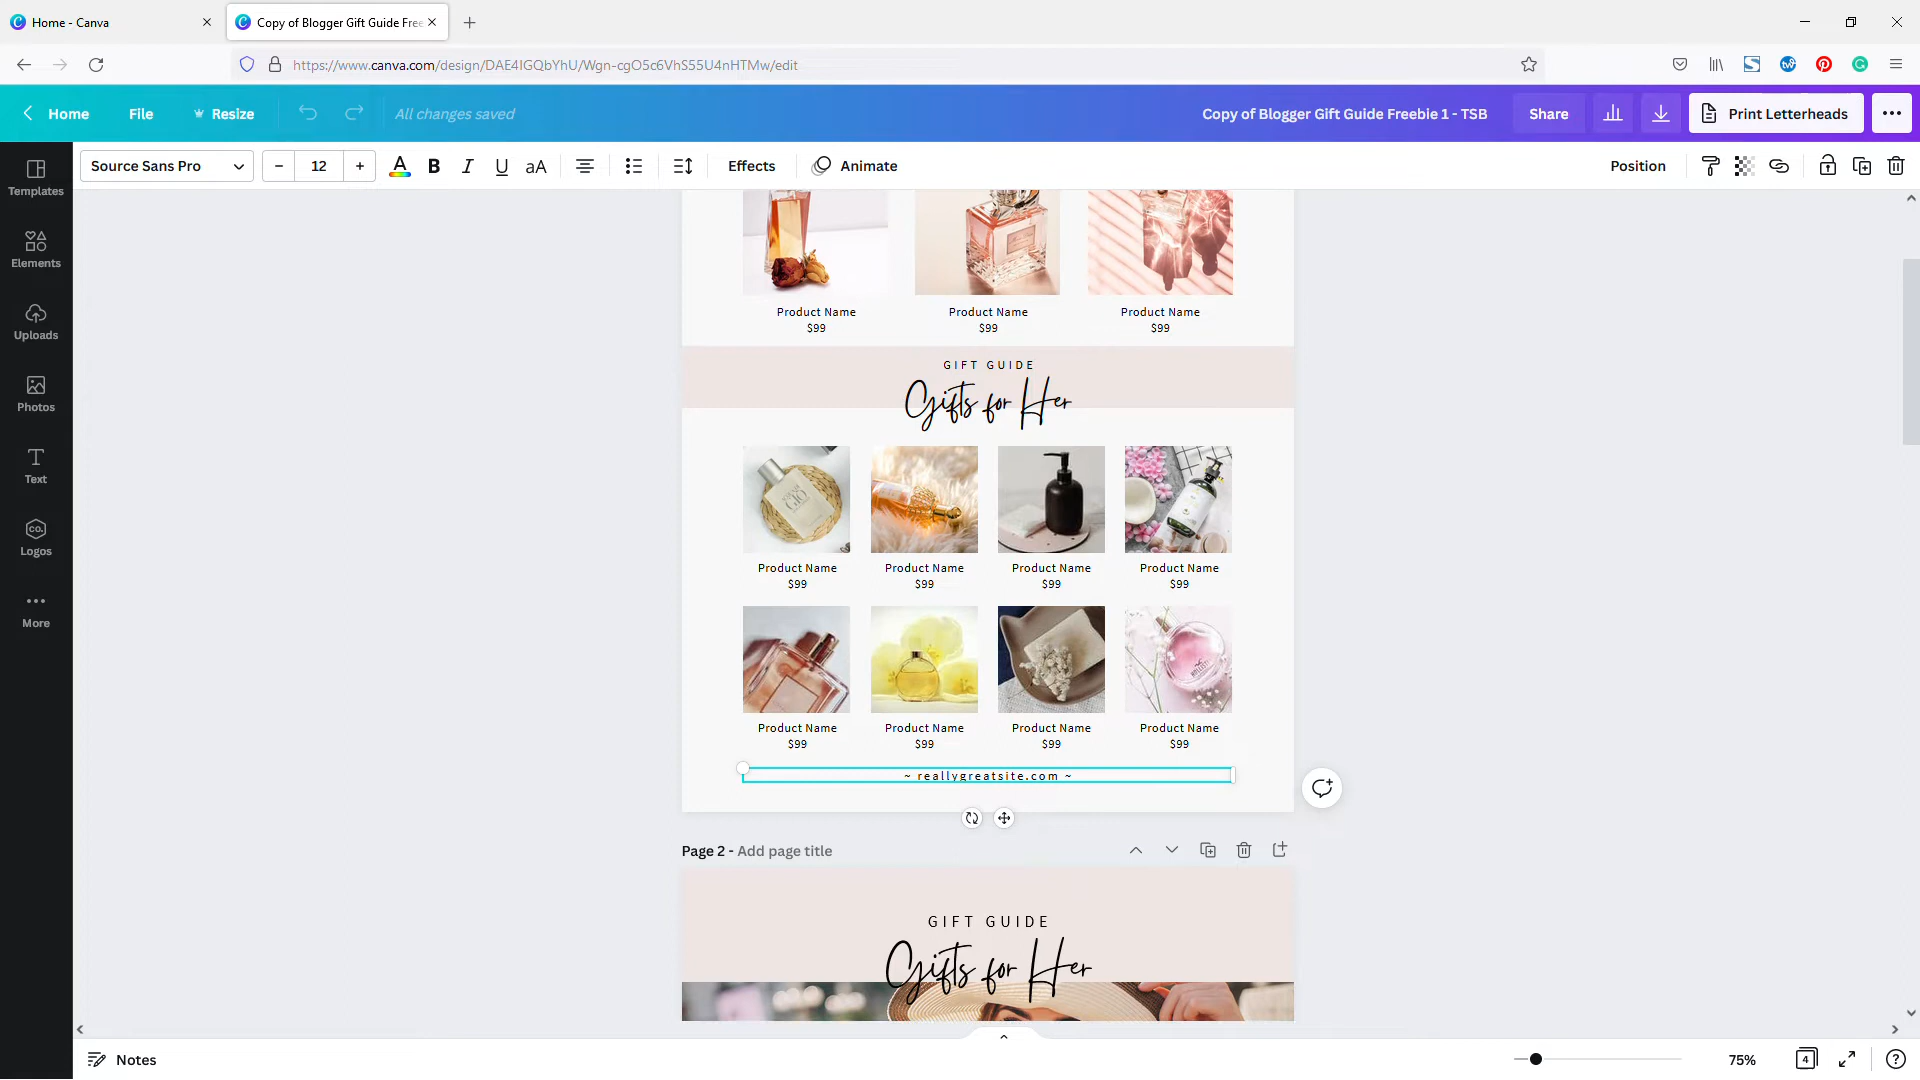 Home - Canva
Copy of Blogger Gift Guide Free
https://www.canva.com/design/DAE4IGQbYhU/Wgn-cgO5c6VhS55U4nHTMw/edit
Home
File
Resize
All changes saved
Copy of Blogger Gift Guide Freebie 1 - TSB
Share
Print Letterheads
Source Sans Pro
12
Effects
Animate
Position
Templates
Elements
Uploads
Photos
Text
Logos
More
Product Name
$99
Product Name
$99
Product Name
$99
GIFT GUIDE
Gifts for Her
Product Name
$99
Product Name
$99
Product Name
$99
Product Name
$99
Product Name
$99
Product Name
$99
Product Name
$99
Product Name
$99
~ reallygreatsite.com ~
Page 2 - Add page title
GIFT GUIDE
Gifts for Her
Notes
75%
4